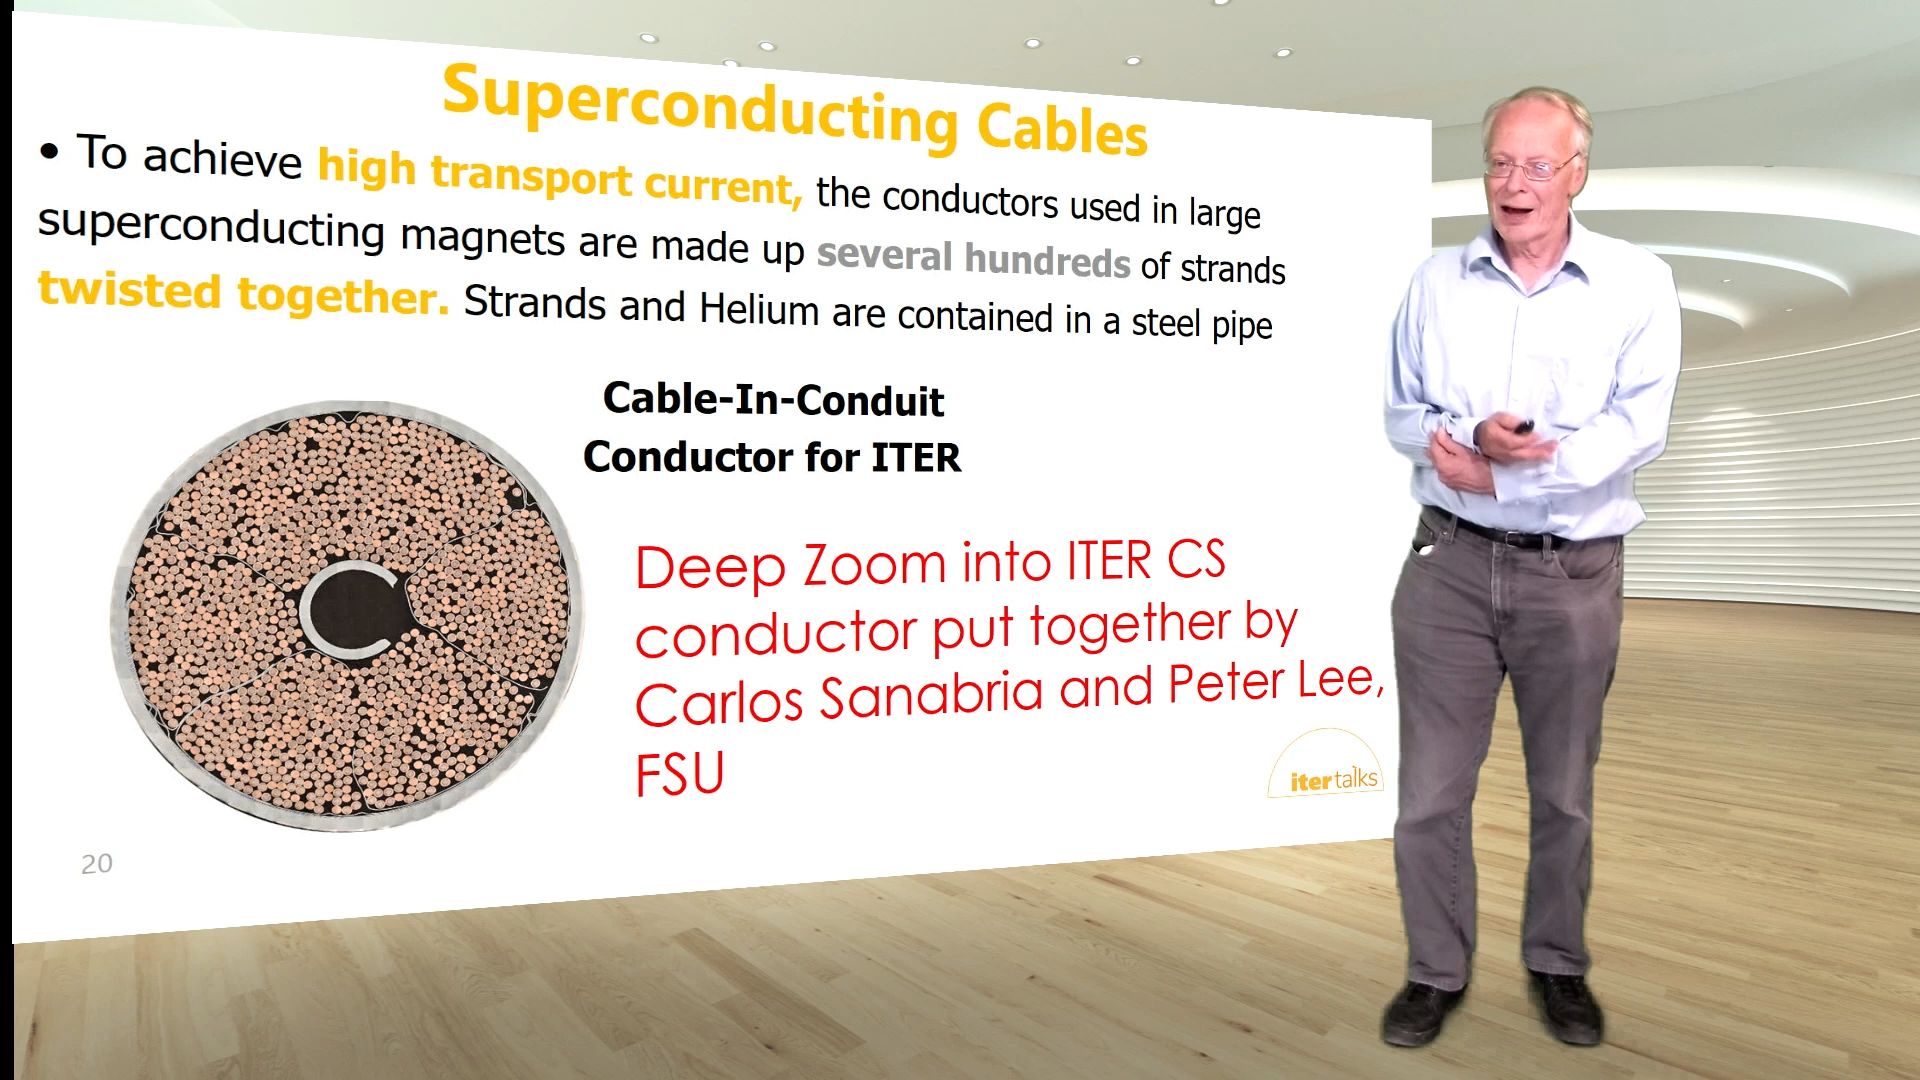 Superconducting Cables
• To achieve high transport current, the conductors used in large
superconducting magnets are made up several hundreds of strands
twisted together. Strands and Helium are contained in a steel pipe
Cable-In-Conduit
Conductor for ITER
Deep Zoom into ITER CS
conductor put together by
Carlos Sanabria and Peter Lee,
FSU
iter talks
20